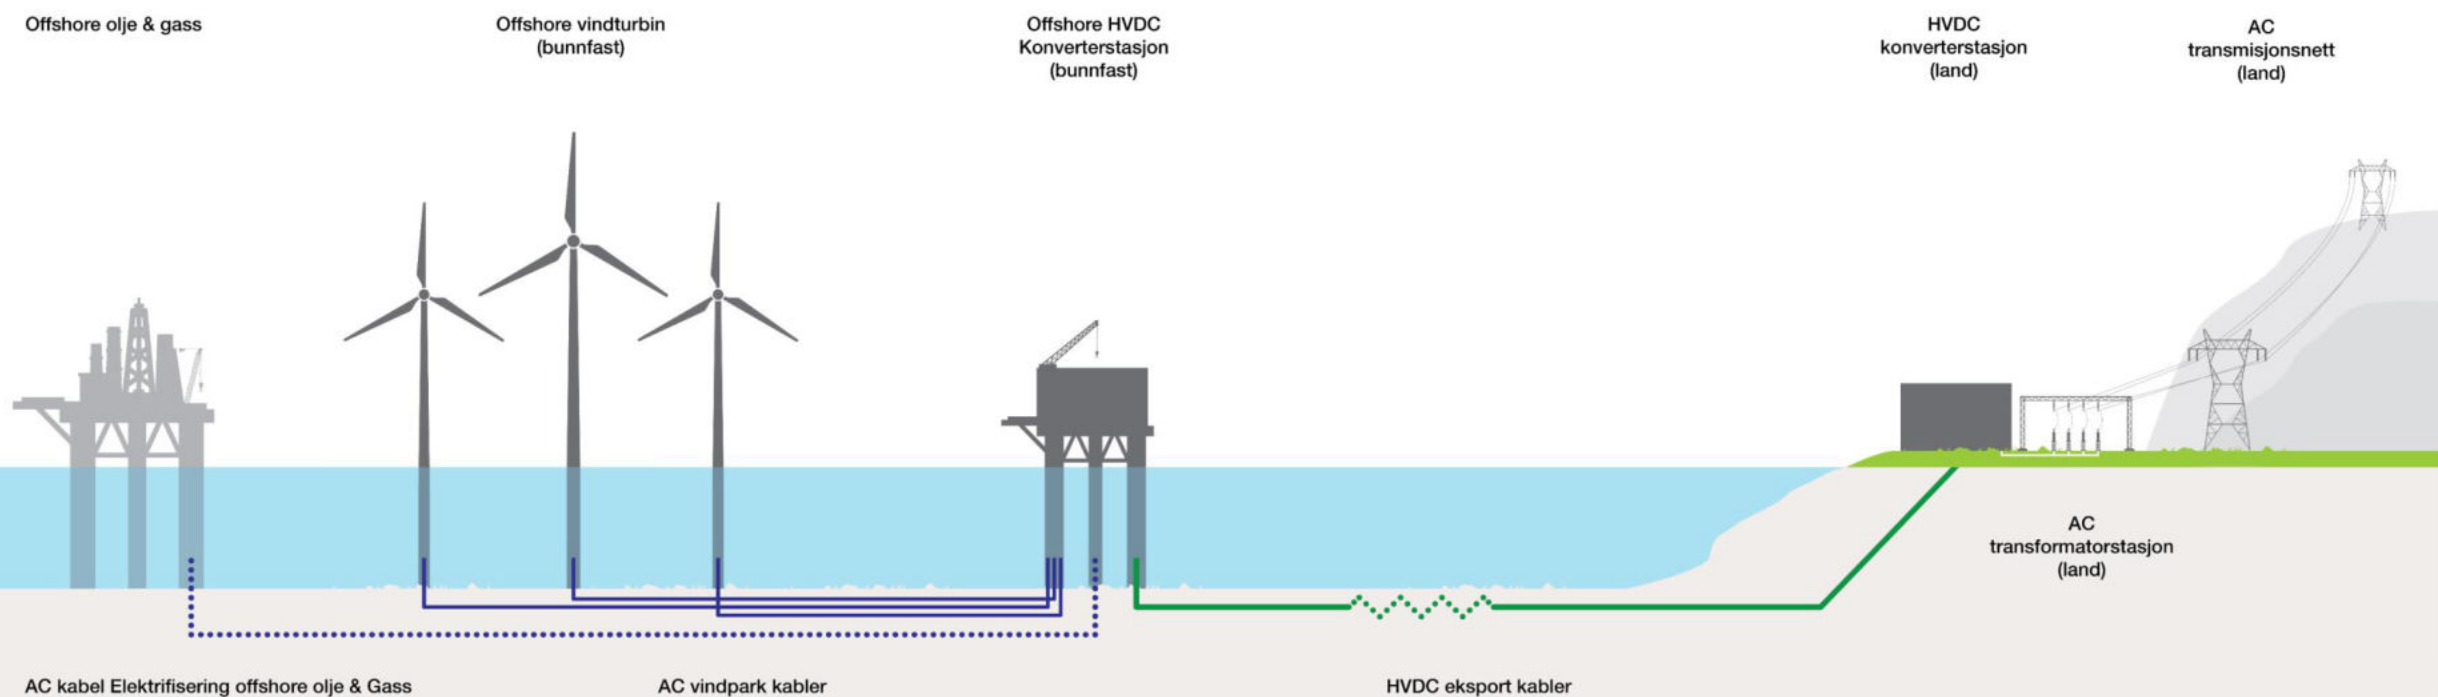 Offshore olje & gass
Offshore vindturbin
(bunnfast)
Offshore HVDC
Konverterstasjon
(bunnfast)
HVDC
konverterstasjon
(land)
AC
transmisjonsnett
(land)
AC
transformatorstasjon
(land)
AC kabel Elektrifisering offshore olje & Gass
AC vindpark kabler
HVDC eksport kabler